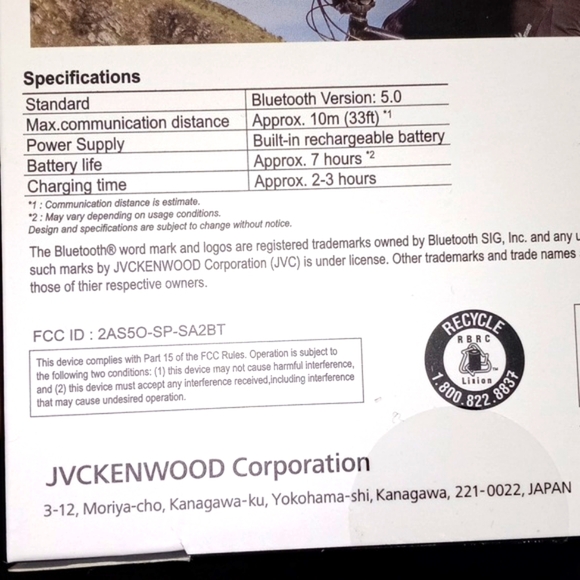 Specifications
Standard Bluetooth Version: 5.0
Max.communication distance Approx. 10m (33ft) *1
Power Supply Built-in rechargeable battery
Battery life Approx. 7 hours *2
Charging time Approx. 2-3 hours
*1 : Communication distance is estimate.
*2 : May vary depending on usage conditions.
Design and specifications are subject to change without notice.
The Bluetooth® word mark and logos are registered trademarks owned by Bluetooth SIG, Inc. and any
such marks by JVCKENWOOD Corporation (JVC) is under license. Other trademarks and trade names
those of thier respective owners.
FCC ID : 2AS5O-SP-SA2BT
This device complies with Part 15 of the FCC Rules. Operation is subject to
the following two conditions: (1) this device may not cause harmful interference,
and (2) this device must accept any interference received,including interference
that may cause undesired operation.
RECYCLE
RBRC
Li-ion
1.800.822.8837
JVCKENWOOD Corporation
3-12, Moriya-cho, Kanagawa-ku, Yokohama-shi, Kanagawa, 221-0022, JAPAN